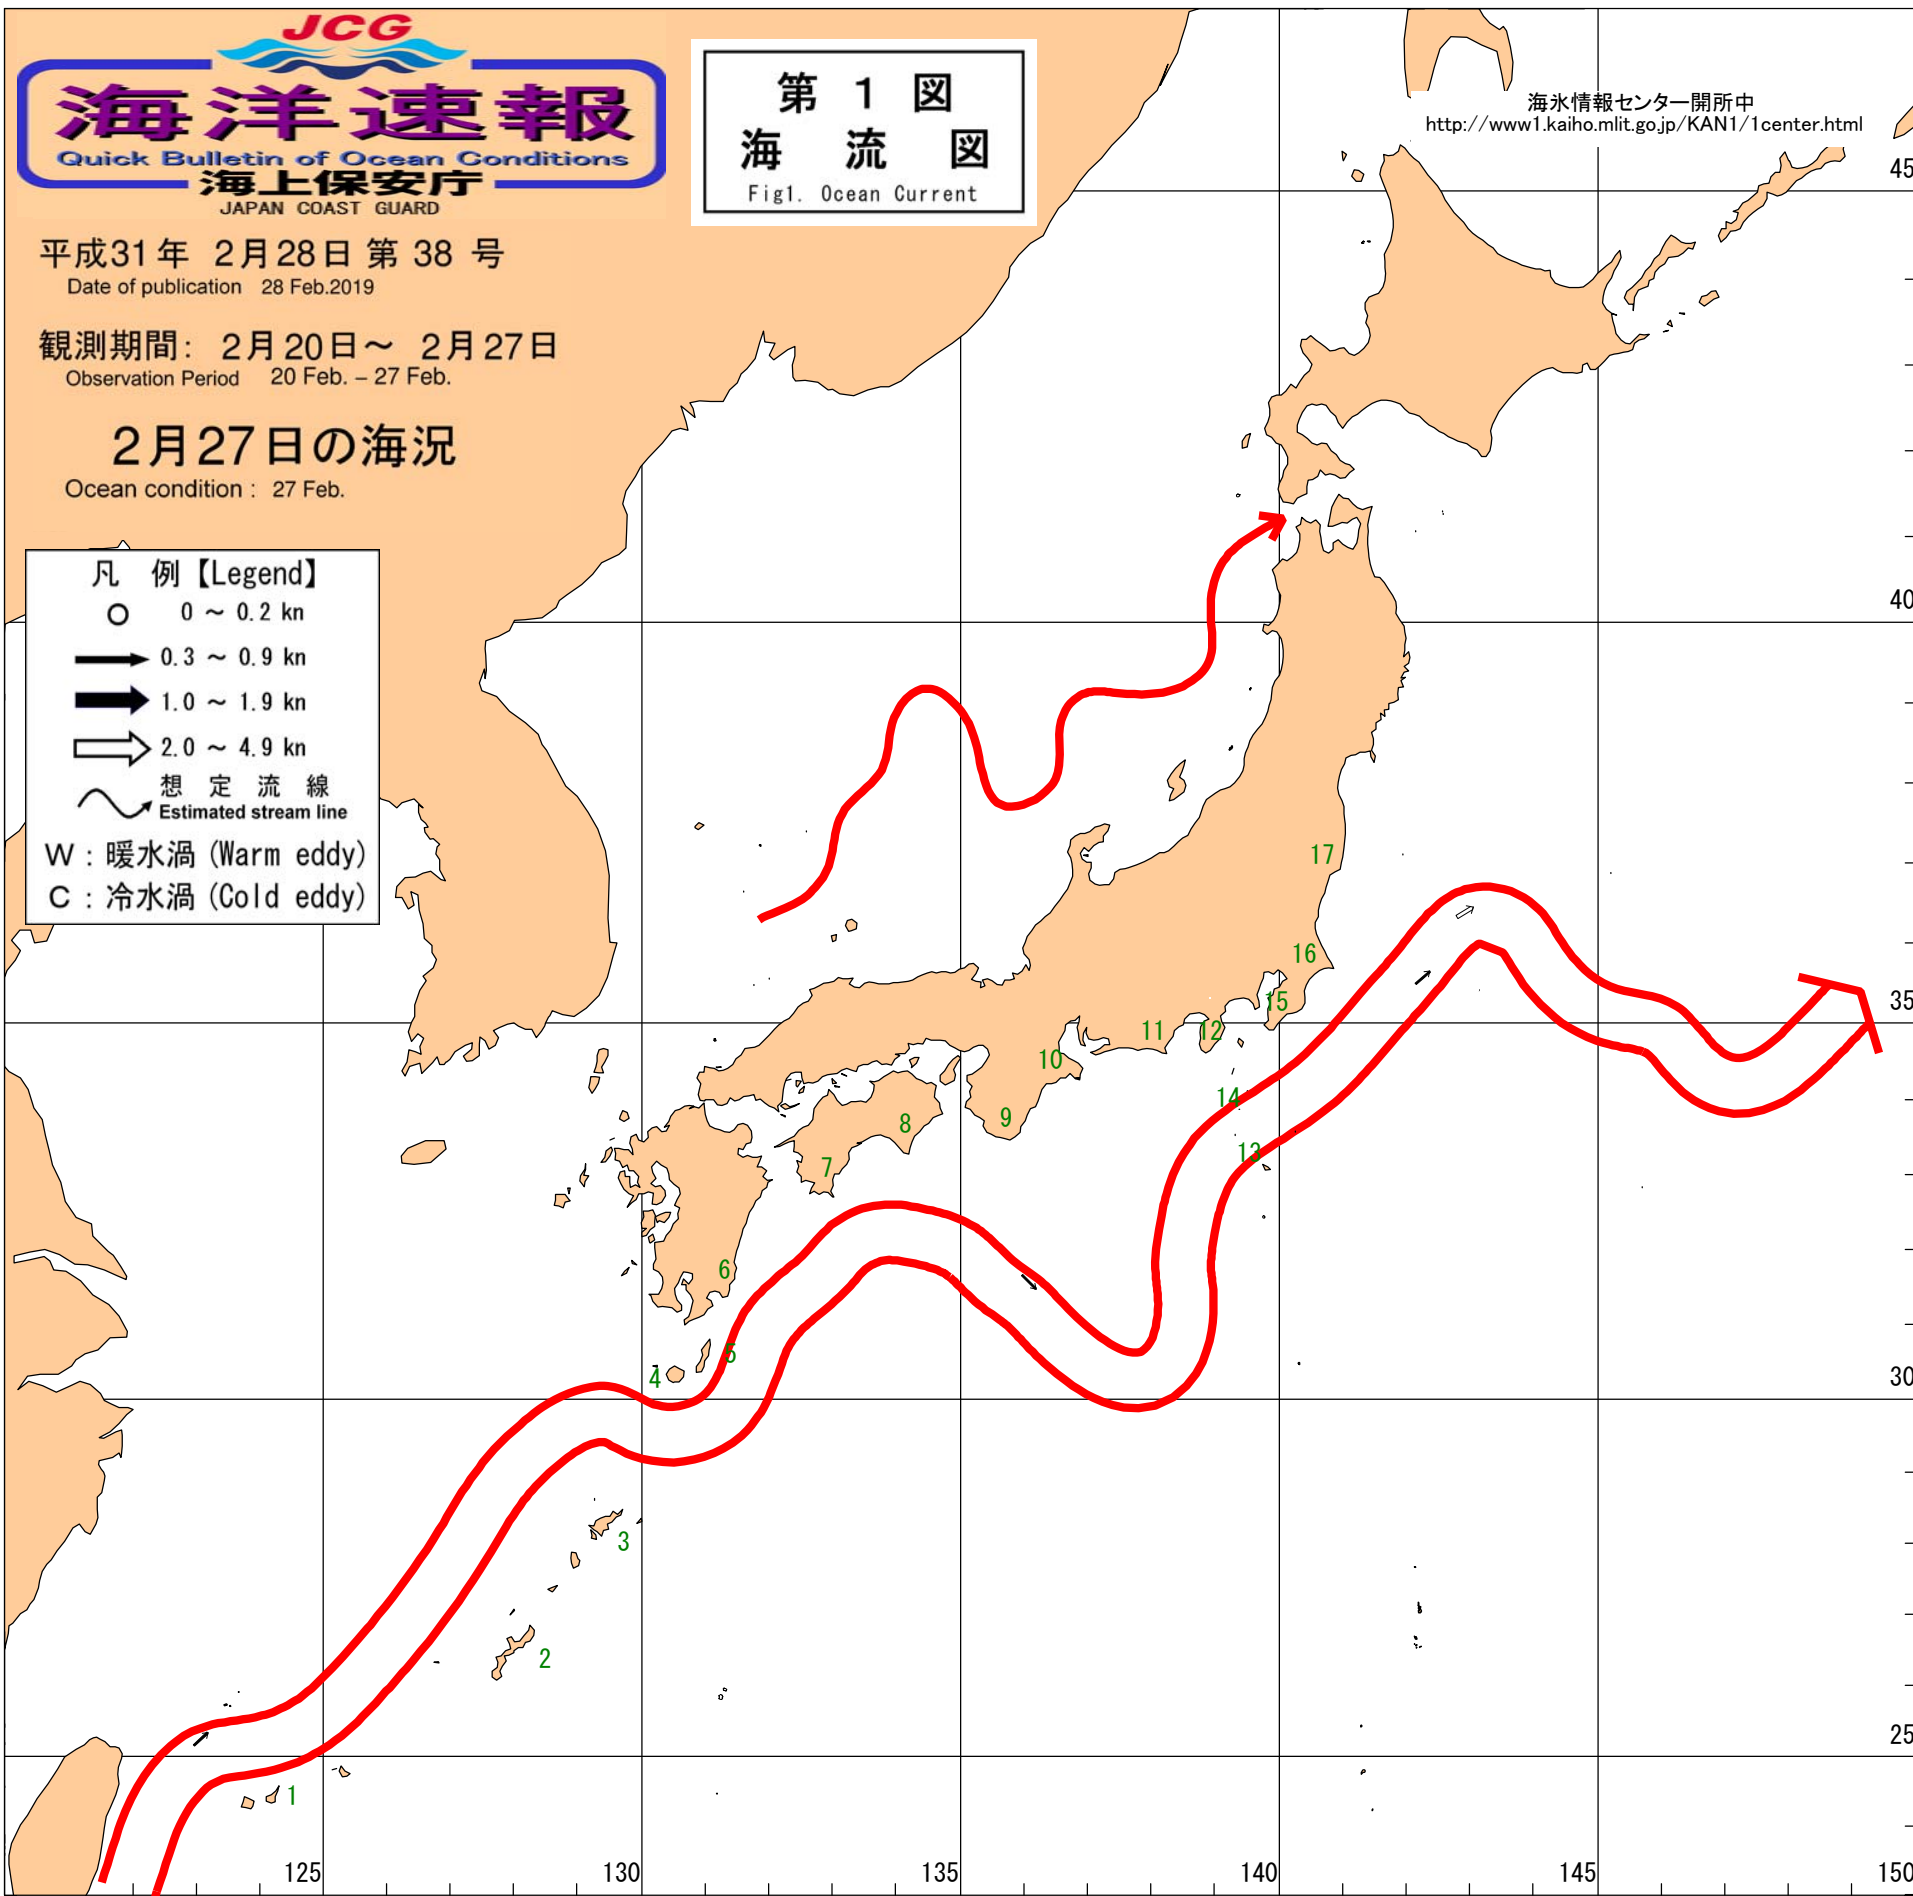 JCG
海洋速報
Quick Bulletin of Ocean Conditions
海上保安庁
JAPAN COAST GUARD
平成31年 2月28日 第 38 号
Date of publication 28 Feb.2019
観測期間: 2月20日～ 2月27日
Observation Period 20 Feb. – 27 Feb.
2月27日の海況
Ocean condition : 27 Feb.
第 1 図
海 流 図
Fig1. Ocean Current
海氷情報センター開所中
http://www1.kaiho.mlit.go.jp/KAN1/1center.html
凡 例【Legend】
0 ～ 0.2 kn
0.3 ～ 0.9 kn
1.0 ～ 1.9 kn
2.0 ～ 4.9 kn
想 定 流 線
Estimated stream line
W : 暖水渦 (Warm eddy)
C : 冷水渦 (Cold eddy)
45
40
17
16
35
15
11
12
10
14
9
8
13
7
6
5
4
30
3
2
25
1
125
130
135
140
145
150